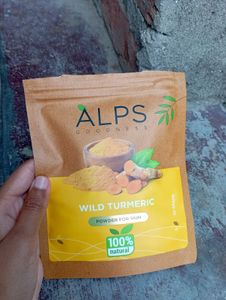 ALPS
GOODNESS
WILD TURMERIC
POWDER FOR SKIN
100%
natural